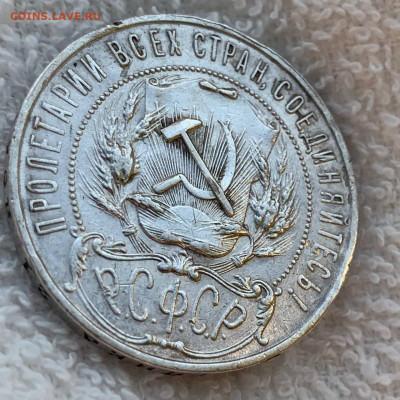 COINS.LAVE.RU
ПРОЛЕТАРИИ ВСЕХ СТРАН, СОЕДИНЯЙТЕСЬ!
Р.С.Ф.С.Р.